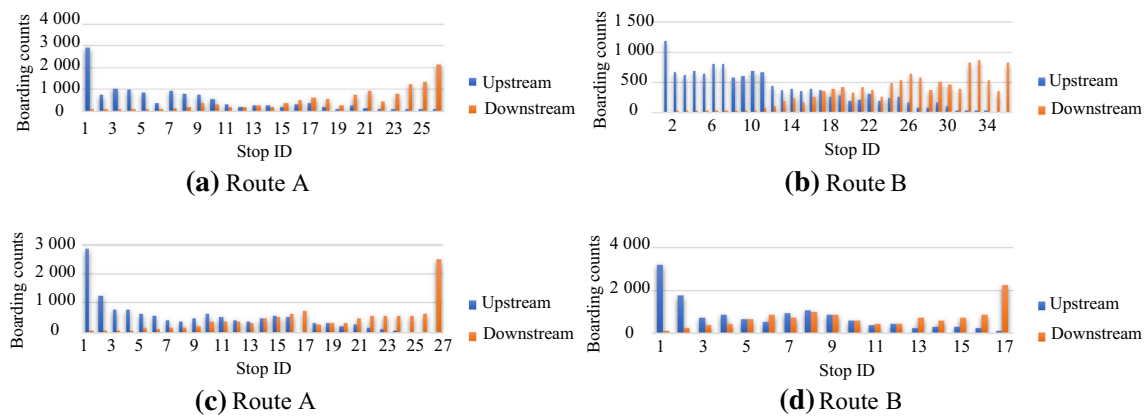 4 000
3 000
2 000
1 000
0
Boarding counts
1 3 5 7 9 11 13 15 17 19 21 23 25
Stop ID
Upstream
Downstream
(a) Route A
1 500
1 000
500
0
Boarding counts
2 6 10 14 18 22 26 30 34
Stop ID
Upstream
Downstream
(b) Route B
3 000
2 000
1 000
0
Boarding counts
1 3 5 7 9 11 13 15 17 19 21 23 25 27
Stop ID
Upstream
Downstream
(c) Route A
4 000
2 000
0
Boarding counts
1 3 5 7 9 11 13 15 17
Stop ID
Upstream
Downstream
(d) Route B